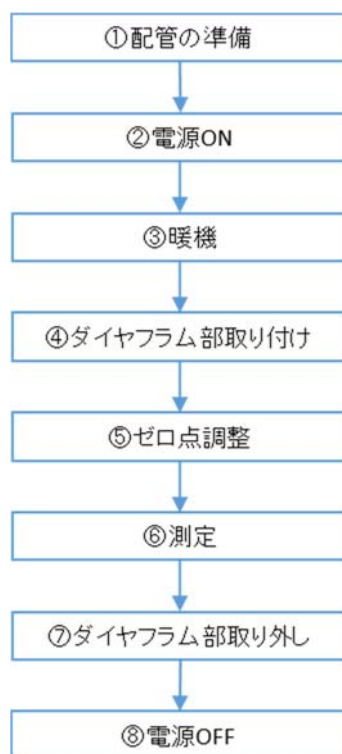 ①配管の準備
②電源ON
③暖機
④ダイヤフラム部取り付け
⑤ゼロ点調整
⑥測定
⑦ダイヤフラム部取り外し
⑧電源OFF